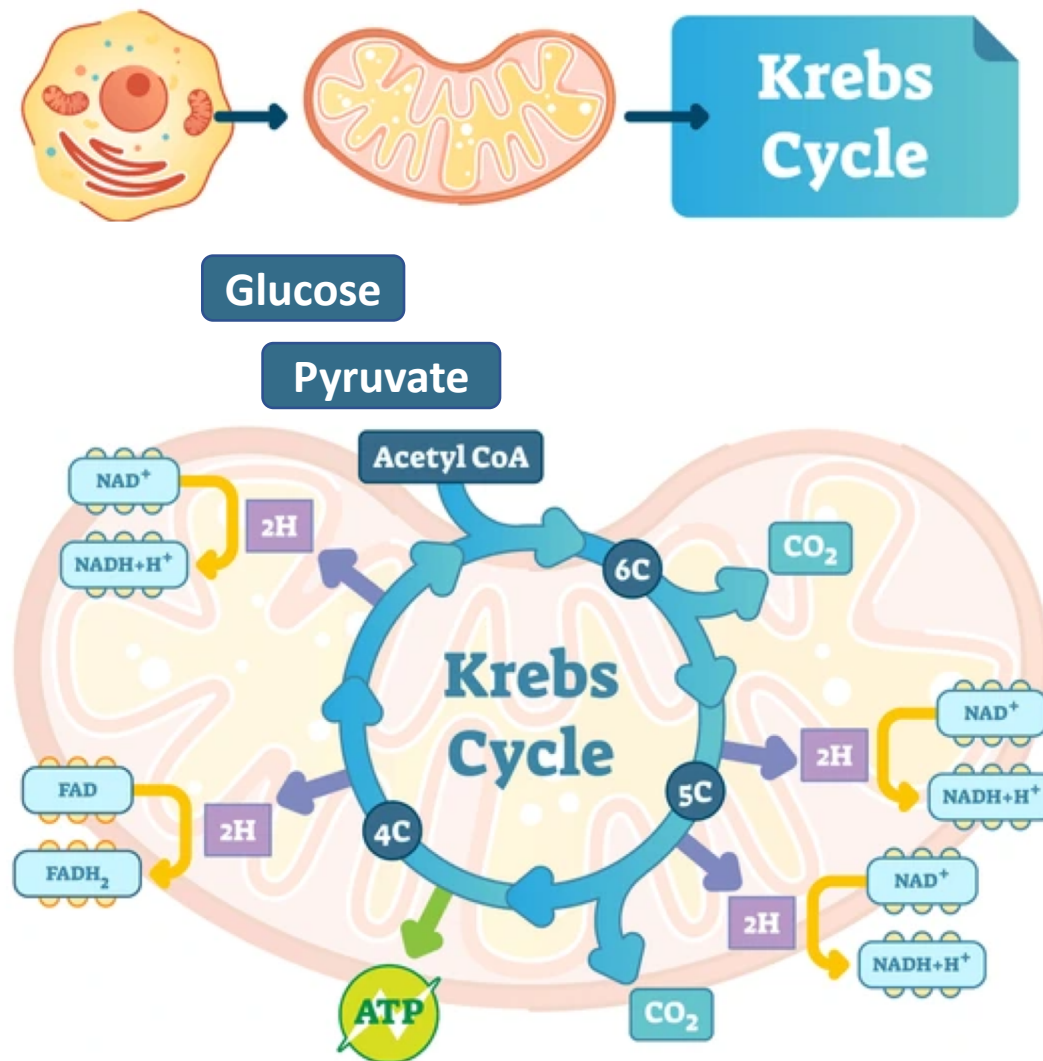 Krebs
Cycle
Glucose
Pyruvate
Acetyl CoA
NAD⁺
2H
NADH+H⁺
CO₂
6C
Krebs
Cycle
NAD⁺
2H
NADH+H⁺
5C
FAD
2H
FADH₂
4C
NAD⁺
2H
NADH+H⁺
ATP
CO₂